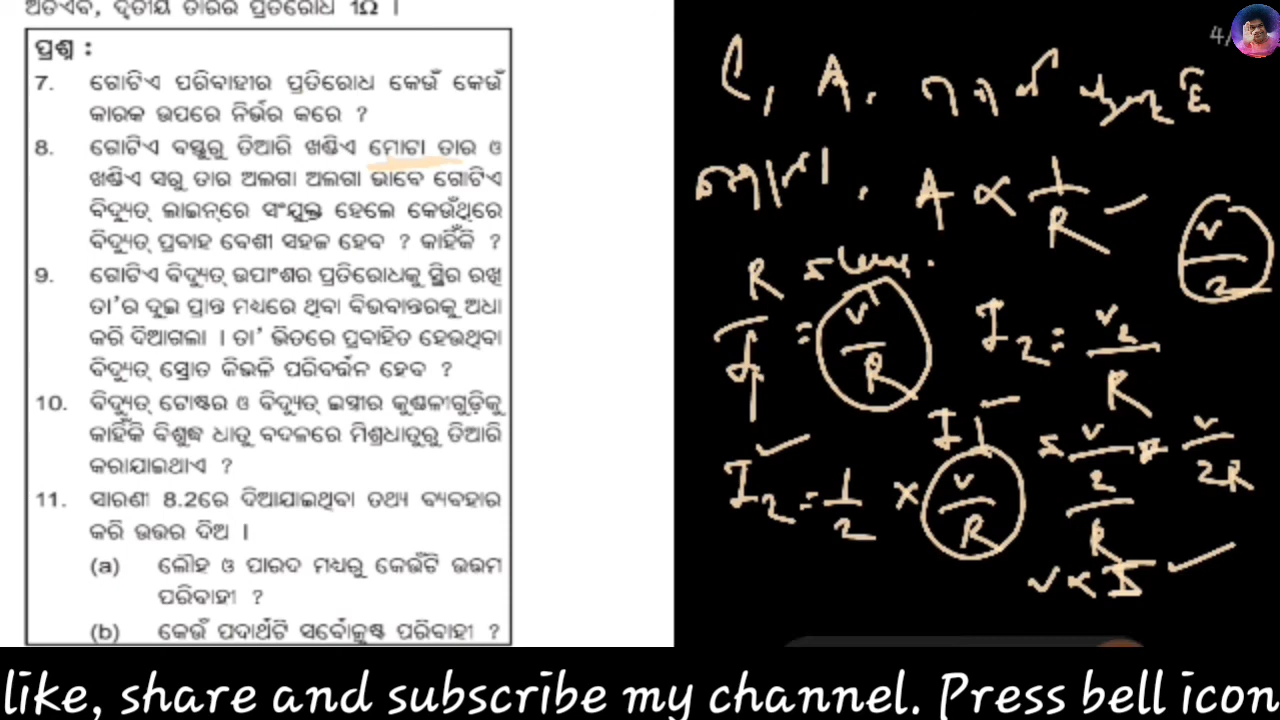 ଅତଏବ, ଦ୍ୱିତୀୟ ତାରର ପ୍ରତିରୋଧ 1Ω ।
ପ୍ରଶ୍ନ :
7. ଗୋଟିଏ ପରିବାହୀର ପ୍ରତିରୋଧ କେଉଁ କେଉଁ
କାରକ ଉପରେ ନିର୍ଭର କରେ ?
8. ଗୋଟିଏ ବସ୍ତୁରୁ ତିଆରି ଖଣ୍ଡିଏ ମୋଟା ତାର ଓ
ଖଣ୍ଡିଏ ସରୁ ତାର ଅଲଗା ଅଲଗା ଭାବେ ଗୋଟିଏ
ବିଦ୍ୟୁତ୍ ଲାଇନ୍‌ରେ ସଂଯୁକ୍ତ ହେଲେ କେଉଁଥିରେ
ବିଦ୍ୟୁତ୍ ପ୍ରବାହ ବେଶୀ ସହଜ ହେବ ? କାହିଁକି ?
9. ଗୋଟିଏ ବିଦ୍ୟୁତ୍ ଉପାଂଶର ପ୍ରତିରୋଧକୁ ସ୍ଥିର ରଖି
ତା'ର ଦୁଇ ପ୍ରାନ୍ତ ମଧ୍ୟରେ ଥିବା ବିଭବାନ୍ତରକୁ ଅଧା
କରି ଦିଆଗଲା । ତା' ଭିତରେ ପ୍ରବାହିତ ହେଉଥିବା
ବିଦ୍ୟୁତ୍ ସ୍ରୋତ କିଭଳି ପରିବର୍ତ୍ତନ ହେବ ?
10. ବିଦ୍ୟୁତ୍ ଟୋଷ୍ଟର ଓ ବିଦ୍ୟୁତ୍ ଇସ୍ତ୍ରୀର କୁଣ୍ଡଳୀଗୁଡ଼ିକୁ
କାହିଁକି ବିଶୁଦ୍ଧ ଧାତୁ ବଦଳରେ ମିଶ୍ରଧାତୁରୁ ତିଆରି
କରାଯାଇଥାଏ ?
11. ସାରଣୀ 8.2ରେ ଦିଆଯାଇଥିବା ତଥ୍ୟ ବ୍ୟବହାର
କରି ଉତ୍ତର ଦିଅ ।
(a) ଲୌହ ଓ ପାରଦ ମଧ୍ୟରୁ କେଉଁଟି ଉତ୍ତମ
ପରିବାହୀ ?
(b) କେଉଁ ପଦାର୍ଥଟି ସର୍ବୋତ୍କୃଷ୍ଟ ପରିବାହୀ ?
4/
A.
A ∝ 1/R
V/2
R
I₁ = V/R I₂ = V₂/R
I₂ = 1/2 × V/R
V/2/R = V/2R
V ∝ I
like, share and subscribe my channel. Press bell icon